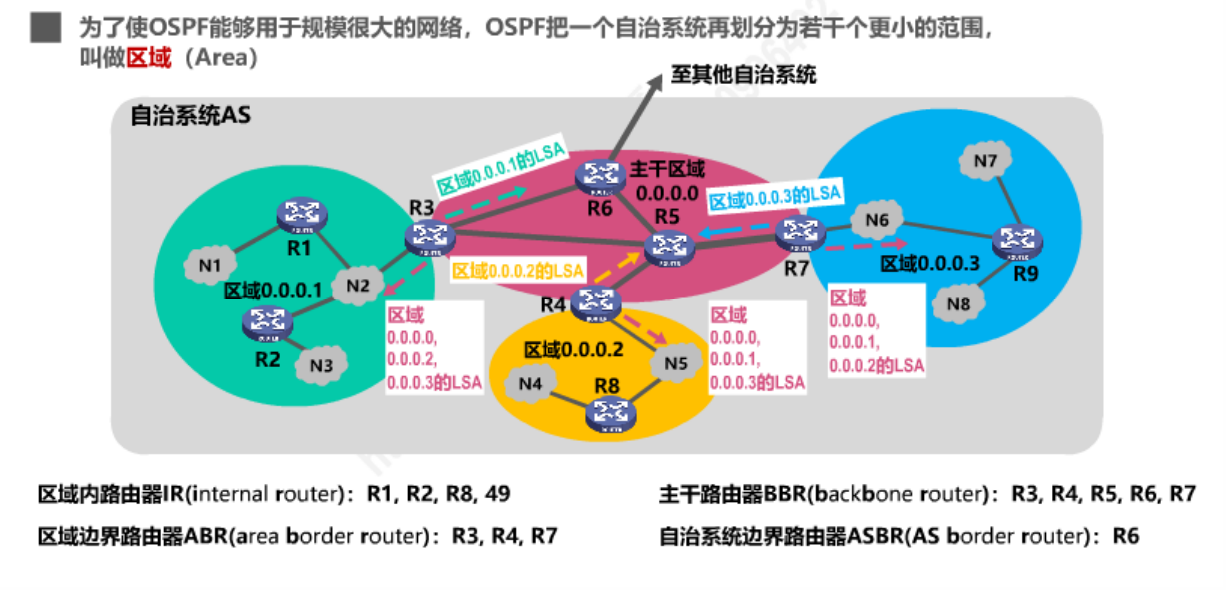 为了使OSPF能够用于规模很大的网络，OSPF把一个自治系统再划分为若干个更小的范围，
叫做区域（Area）
至其他自治系统
自治系统AS
区域0.0.0.1的LSA
主干区域
0.0.0.0
R6
R5
区域0.0.0.3的LSA
N7
R3
R1
N1
N2
区域0.0.0.1
R2
N3
区域0.0.0.2的LSA
R7
N6
区域0.0.0.3
R9
N8
区域
0.0.0.0,
0.0.0.2,
0.0.0.3的LSA
R4
区域0.0.0.2
N4
R8
N5
区域
0.0.0.0,
0.0.0.1,
0.0.0.3的LSA
区域
0.0.0.0,
0.0.0.1,
0.0.0.2的LSA
区域内路由器IR(internal router)：R1, R2, R8, 49
主干路由器BBR(backbone router)：R3, R4, R5, R6, R7
区域边界路由器ABR(area border router)：R3, R4, R7
自治系统边界路由器ASBR(AS border router)：R6